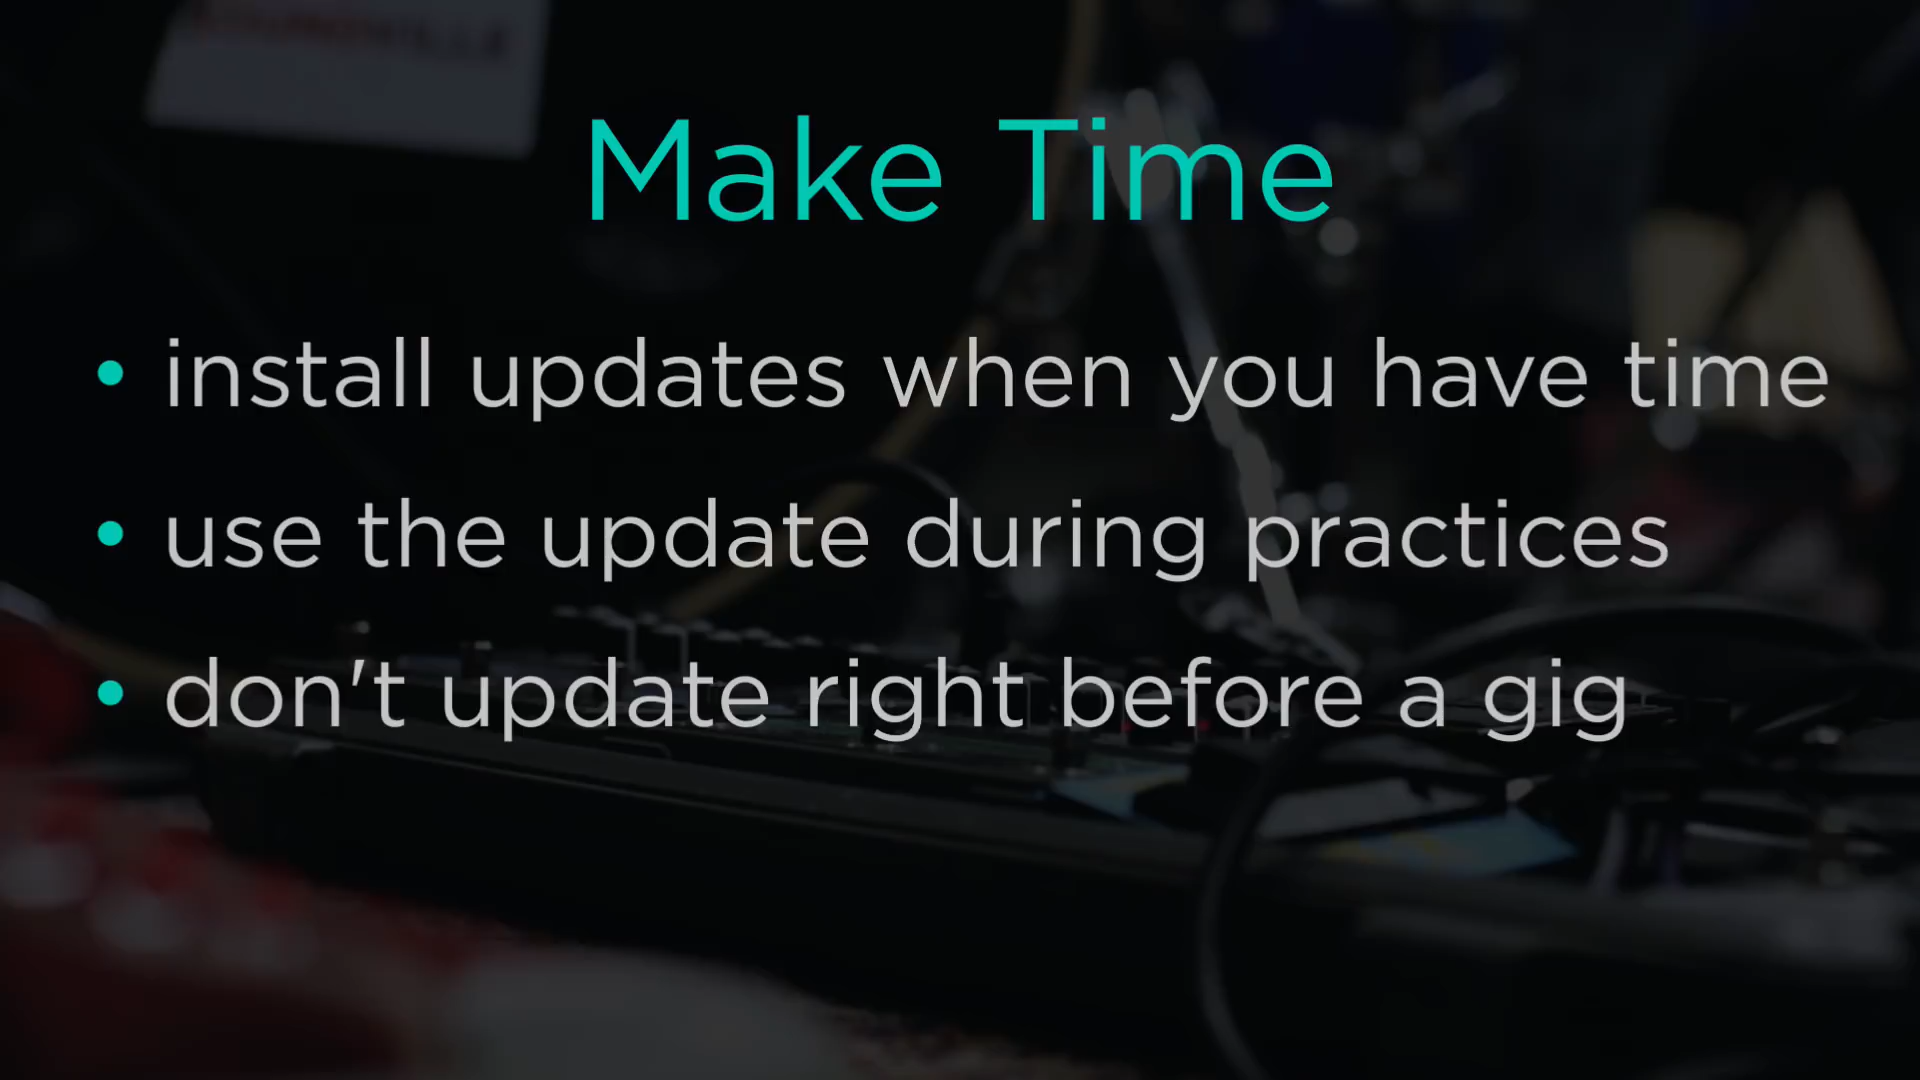 Make Time
• install updates when you have time
• use the update during practices
• don't update right before a gig